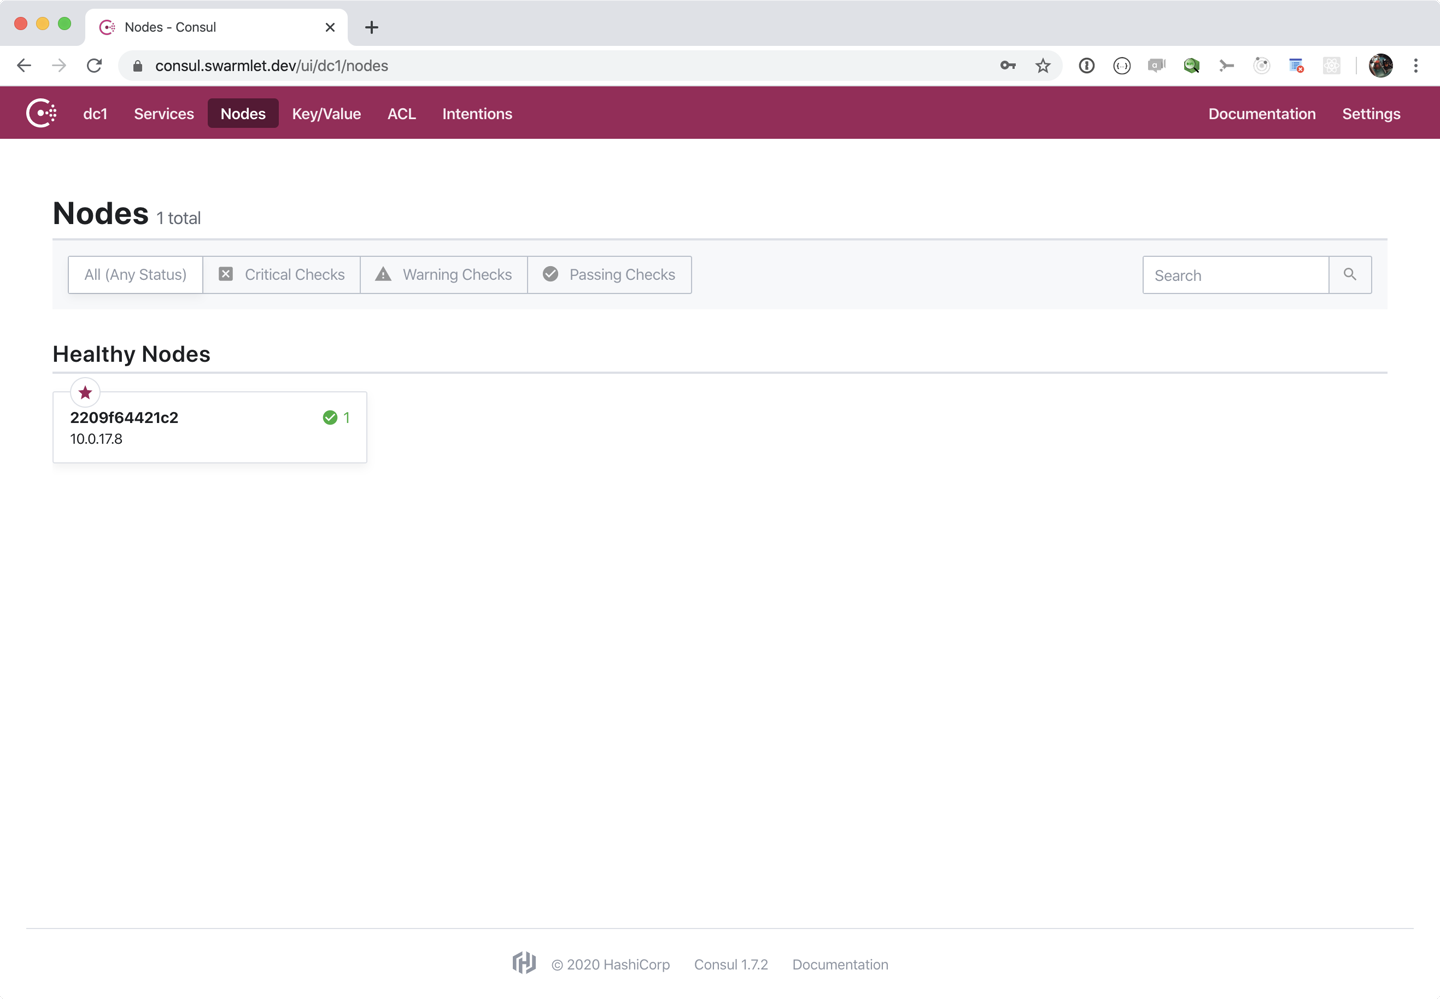 Nodes - Consul
consul.swarmlet.dev/ui/dc1/nodes
dc1 Services Nodes Key/Value ACL Intentions Documentation Settings
Nodes 1 total
All (Any Status) Critical Checks Warning Checks Passing Checks Search
Healthy Nodes
2209f64421c2 1
10.0.17.8
© 2020 HashiCorp Consul 1.7.2 Documentation